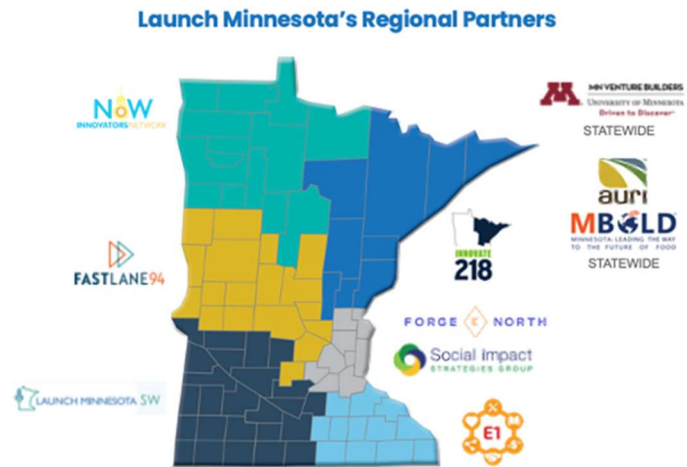 Launch Minnesota's Regional Partners
NOW
INNOVATORS NETWORK
MN VENTURE BUILDERS
UNIVERSITY OF MINNESOTA
Driven to Discover
STATEWIDE
auri
MBOLD
MINNESOTA: LEADING THE WAY
TO THE FUTURE OF FOOD
STATEWIDE
FASTLANE94
INNOVATE
218
FORGE NORTH
Social Impact
STRATEGIES GROUP
LAUNCH MINNESOTA SW
E1